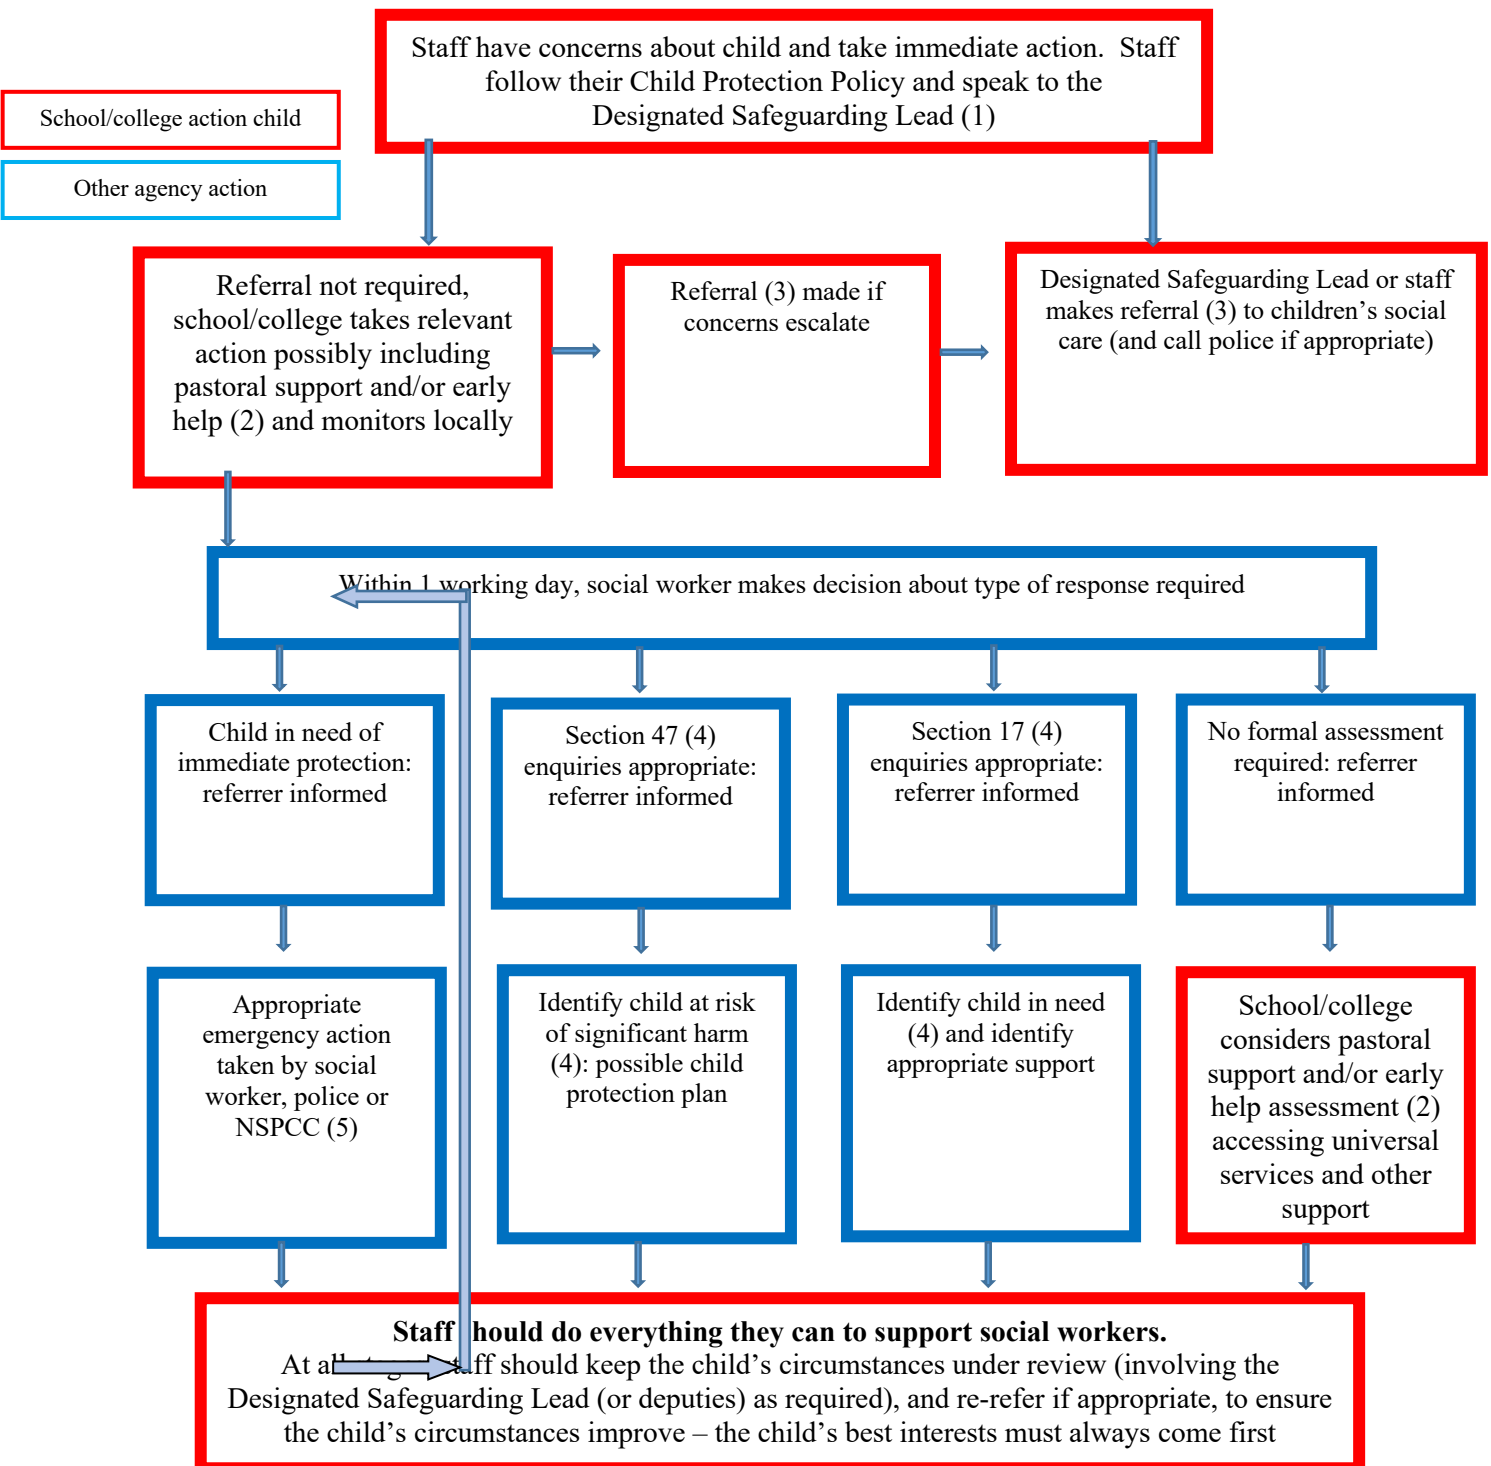 Staff have concerns about child and take immediate action.  Staff
follow their Child Protection Policy and speak to the
Designated Safeguarding Lead (1)
School/college action child
Other agency action
Referral not required,
school/college takes relevant
action possibly including
pastoral support and/or early
help (2) and monitors locally
Referral (3) made if
concerns escalate
Designated Safeguarding Lead or staff
makes referral (3) to children’s social
care (and call police if appropriate)
Within 1 working day, social worker makes decision about type of response required
Child in need of
immediate protection:
referrer informed
Section 47 (4)
enquiries appropriate:
referrer informed
Section 17 (4)
enquiries appropriate:
referrer informed
No formal assessment
required: referrer
informed
Appropriate
emergency action
taken by social
worker, police or
NSPCC (5)
Identify child at risk
of significant harm
(4): possible child
protection plan
Identify child in need
(4) and identify
appropriate support
School/college
considers pastoral
support and/or early
help assessment (2)
accessing universal
services and other
support
Staff should do everything they can to support social workers.
At all staff should keep the child’s circumstances under review (involving the
Designated Safeguarding Lead (or deputies) as required), and re-refer if appropriate, to ensure
the child’s circumstances improve – the child’s best interests must always come first